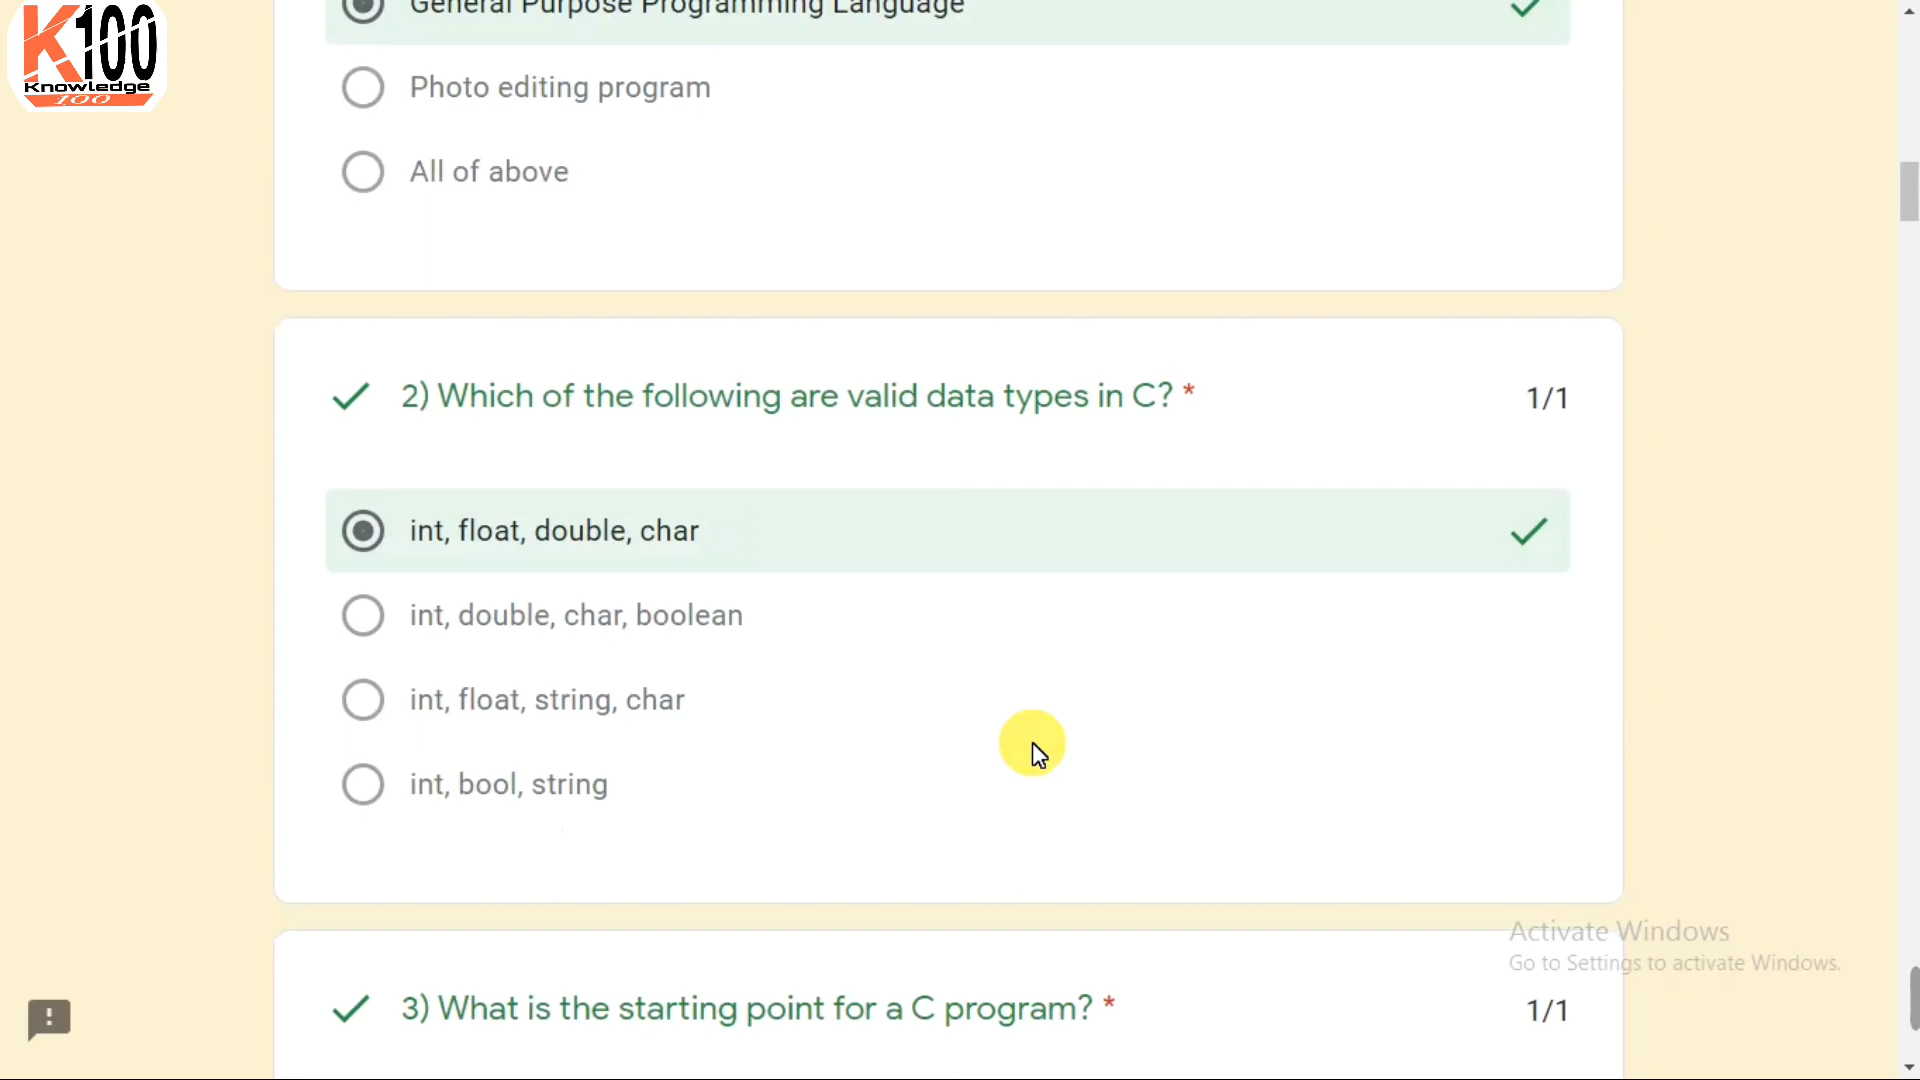 K100
Knowledge
100
General Purpose Programming Language
Photo editing program
All of above
2) Which of the following are valid data types in C? *
1/1
int, float, double, char
int, double, char, boolean
int, float, string, char
int, bool, string
Activate Windows
Go to Settings to activate Windows.
3) What is the starting point for a C program? *
1/1